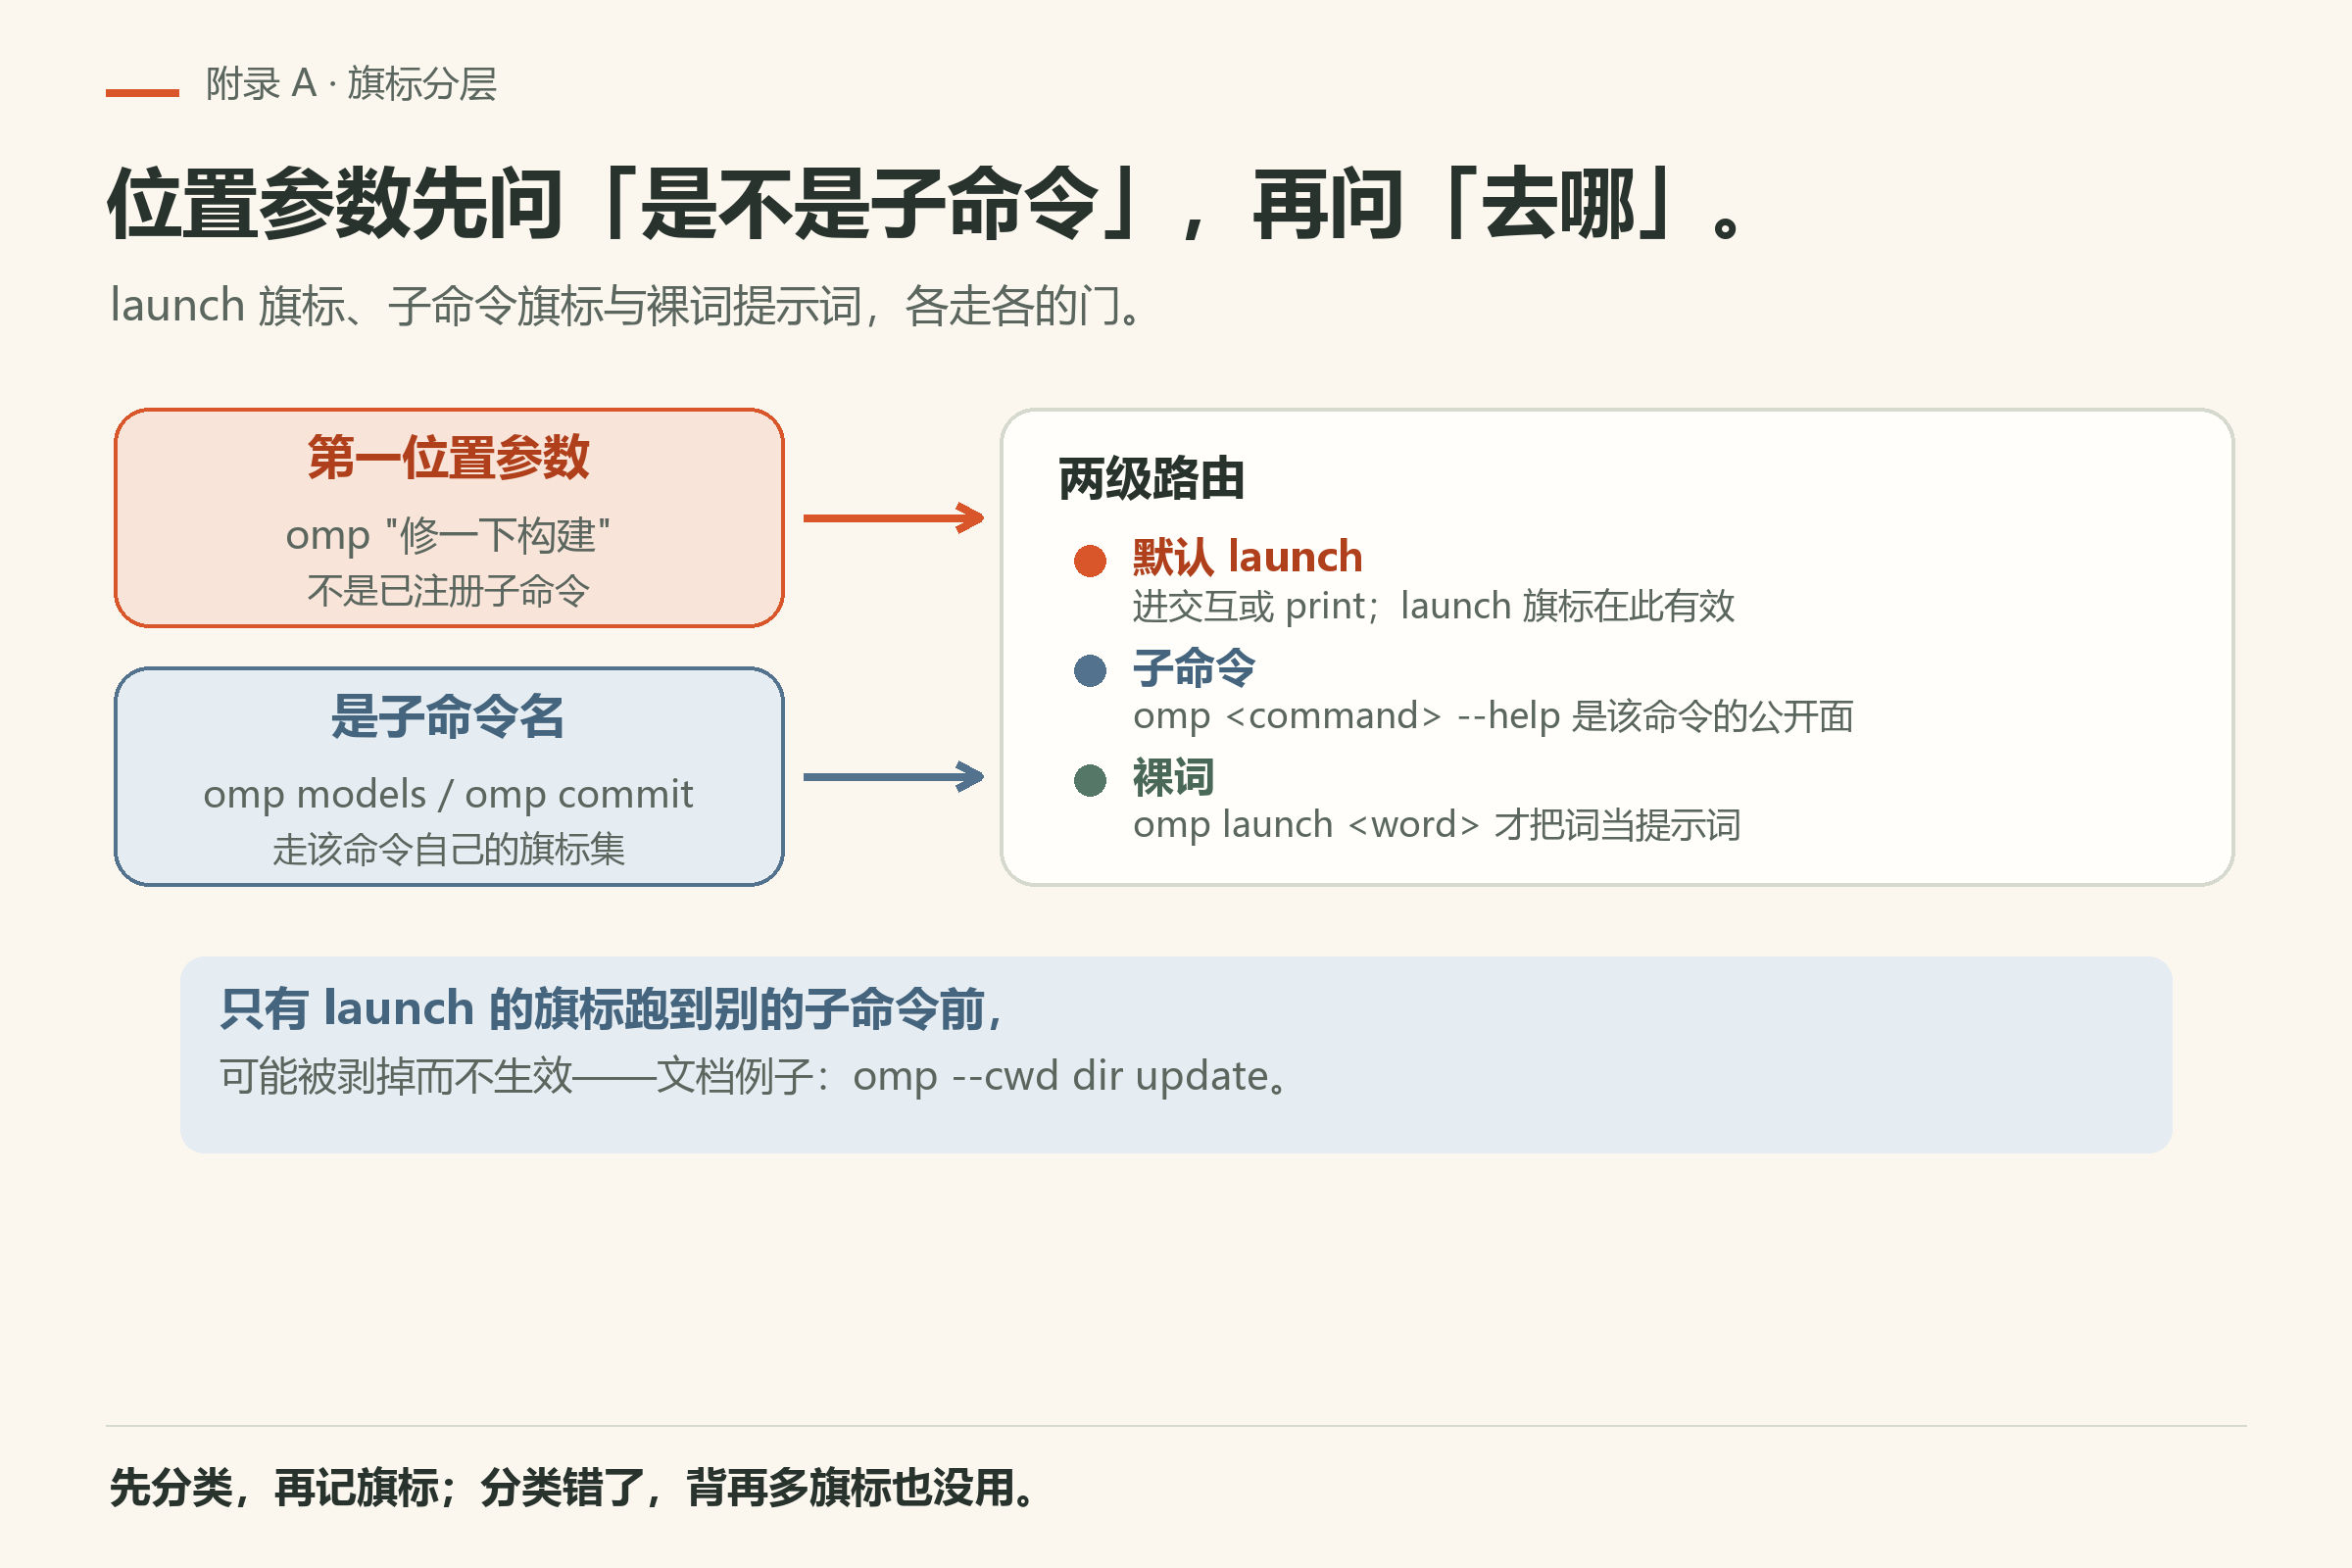 附录 A · 旗标分层
位置参数先问「是不是子命令」，再问「去哪」。
launch 旗标、子命令旗标与裸词提示词，各走各的门。
第一位置参数
omp "修一下构建"
不是已注册子命令
是子命令名
omp models / omp commit
走该命令自己的旗标集
两级路由
默认 launch
进交互或 print；launch 旗标在此有效
子命令
omp <command> --help 是该命令的公开面
裸词
omp launch <word> 才把词当提示词
只有 launch 的旗标跑到别的子命令前，
可能被剥掉而不生效——文档例子：omp --cwd dir update。
先分类，再记旗标；分类错了，背再多旗标也没用。